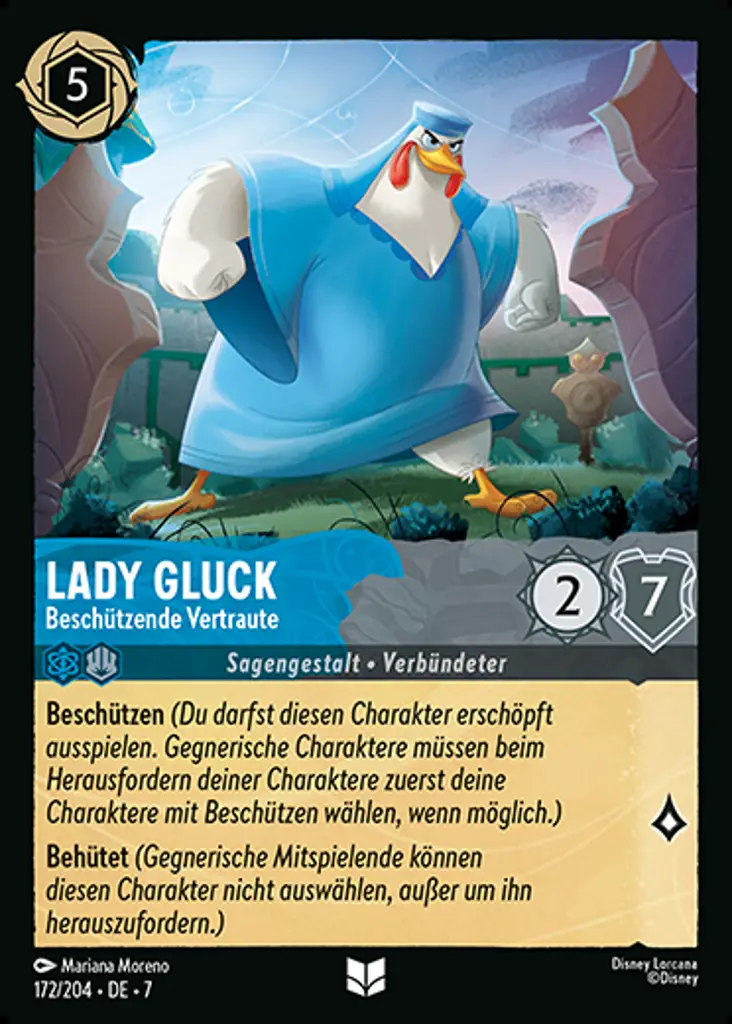 5
LADY GLUCK
Beschützende Vertraute
2
7
Sagengestalt • Verbündeter
Beschützen (Du darfst diesen Charakter erschöpft
ausspielen. Gegnerische Charaktere müssen beim
Herausfordern deiner Charaktere zuerst deine
Charaktere mit Beschützen wählen, wenn möglich.)
Behütet (Gegnerische Mitspielende können
diesen Charakter nicht auswählen, außer um ihn
herauszufordern.)
Mariana Moreno
172/204 • DE • 7
Disney Lorcana
©Disney